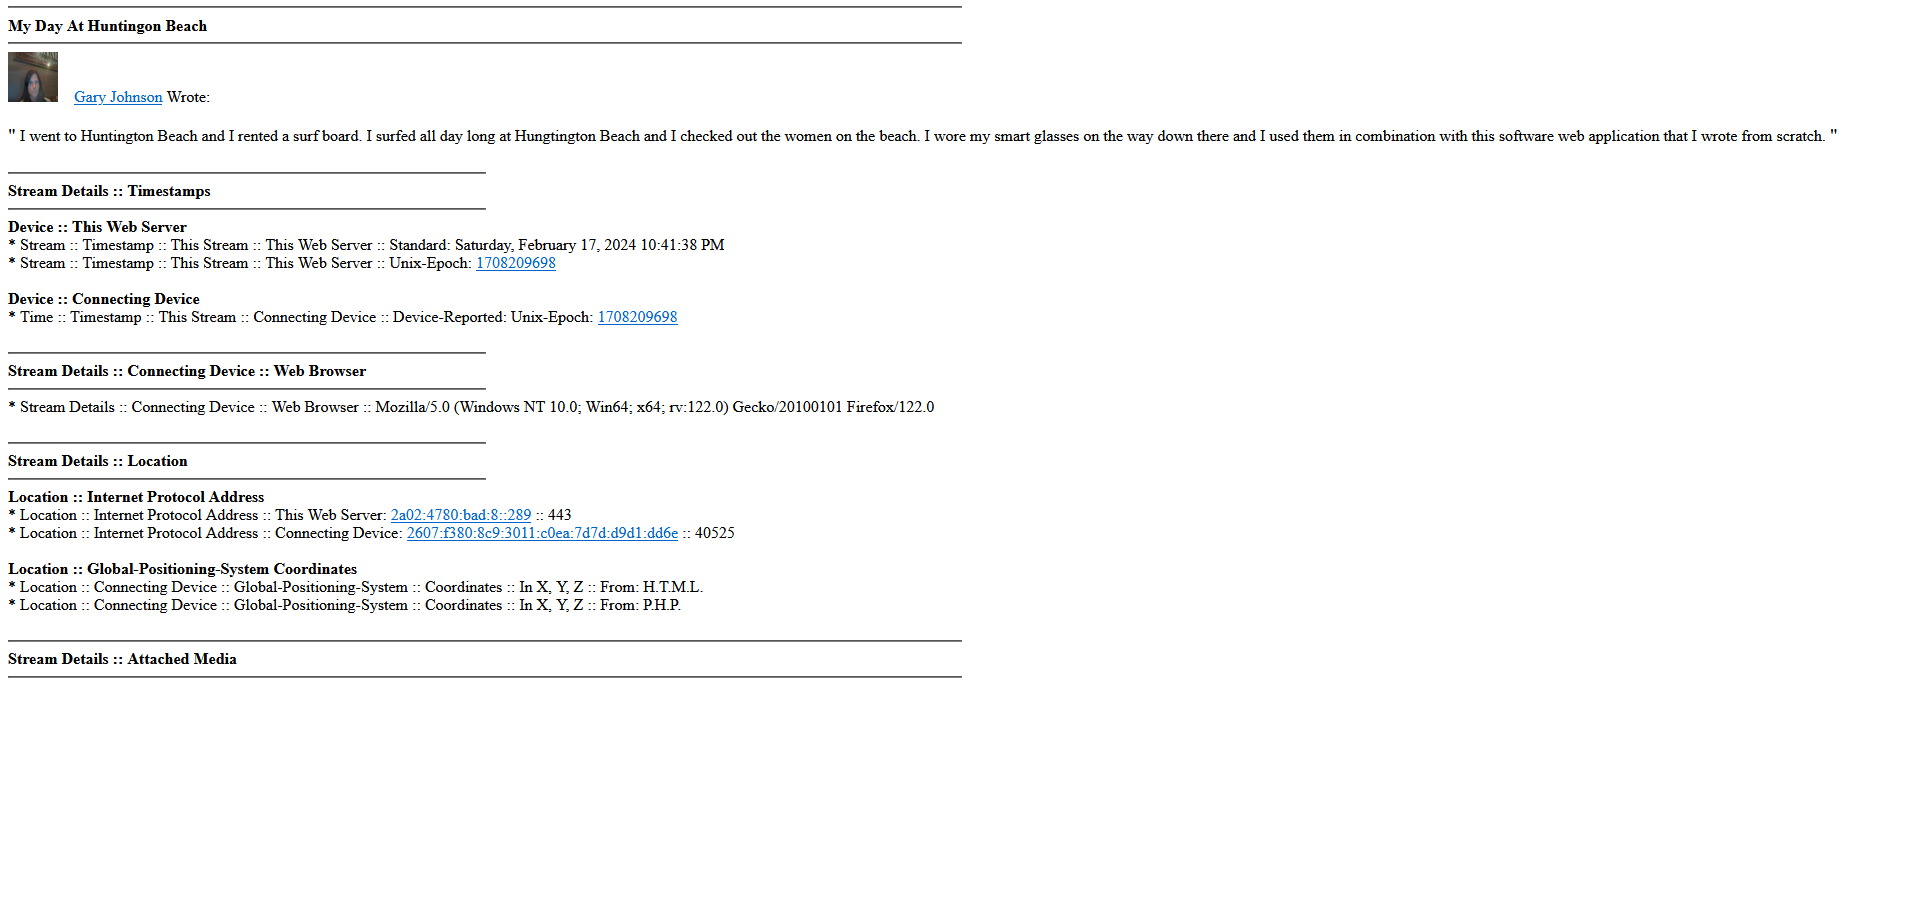 My Day At Huntingon Beach
Gary Johnson Wrote:
" I went to Huntington Beach and I rented a surf board. I surfed all day long at Hungtington Beach and I checked out the women on the beach. I wore my smart glasses on the way down there and I used them in combination with this software web application that I wrote from scratch. "
Stream Details :: Timestamps
Device :: This Web Server
* Stream :: Timestamp :: This Stream :: This Web Server :: Standard: Saturday, February 17, 2024 10:41:38 PM
* Stream :: Timestamp :: This Stream :: This Web Server :: Unix-Epoch: 1708209698
Device :: Connecting Device
* Time :: Timestamp :: This Stream :: Connecting Device :: Device-Reported: Unix-Epoch: 1708209698
Stream Details :: Connecting Device :: Web Browser
* Stream Details :: Connecting Device :: Web Browser :: Mozilla/5.0 (Windows NT 10.0; Win64; x64; rv:122.0) Gecko/20100101 Firefox/122.0
Stream Details :: Location
Location :: Internet Protocol Address
* Location :: Internet Protocol Address :: This Web Server: 2a02:4780:bad:8::289 :: 443
* Location :: Internet Protocol Address :: Connecting Device: 2607:f380:8c9:3011:c0ea:7d7d:d9d1:dd6e :: 40525
Location :: Global-Positioning-System Coordinates
* Location :: Connecting Device :: Global-Positioning-System :: Coordinates :: In X, Y, Z :: From: H.T.M.L.
* Location :: Connecting Device :: Global-Positioning-System :: Coordinates :: In X, Y, Z :: From: P.H.P.
Stream Details :: Attached Media